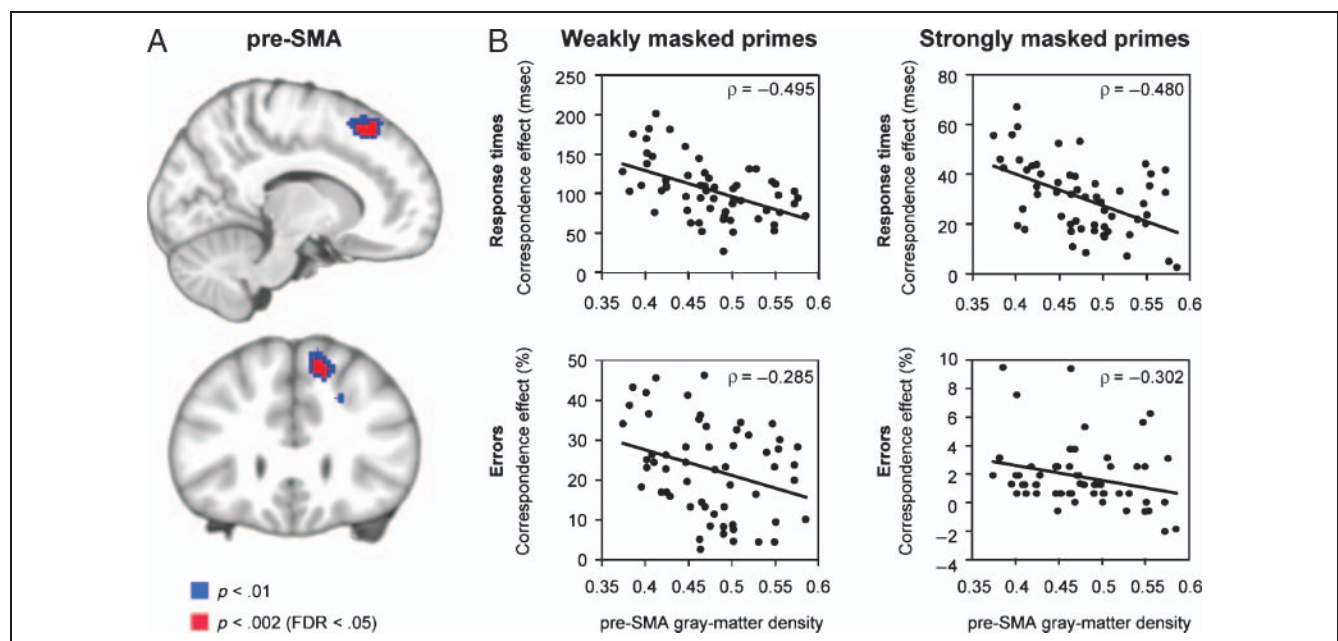 A
pre-SMA
p < .01
p < .002 (FDR < .05)
B
Weakly masked primes
Strongly masked primes
Response times
Correspondence effect (msec)
250
200
150
100
50
0
ρ = −0.495
0.35 0.4 0.45 0.5 0.55 0.6
Response times
Correspondence effect (msec)
80
60
40
20
0
ρ = −0.480
0.35 0.4 0.45 0.5 0.55 0.6
Errors
Correspondence effect (%)
50
40
30
20
10
0
ρ = −0.285
0.35 0.4 0.45 0.5 0.55 0.6
pre-SMA gray-matter density
Errors
Correspondence effect (%)
10
8
6
4
2
0
−2
−4
ρ = −0.302
0.35 0.4 0.45 0.5 0.55 0.6
pre-SMA gray-matter density